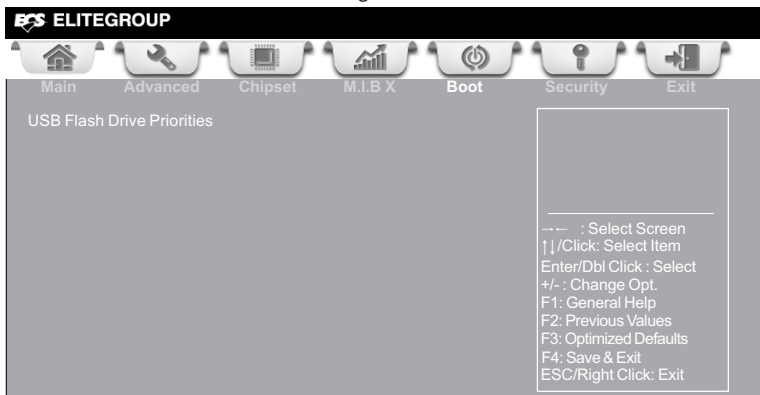 ECS ELITEGROUP
Main Advanced Chipset M.I.B X Boot Security Exit
USB Flash Drive Priorities
→← : Select Screen
↑↓/Click: Select Item
Enter/Dbl Click : Select
+/- : Change Opt.
F1: General Help
F2: Previous Values
F3: Optimized Defaults
F4: Save & Exit
ESC/Right Click: Exit